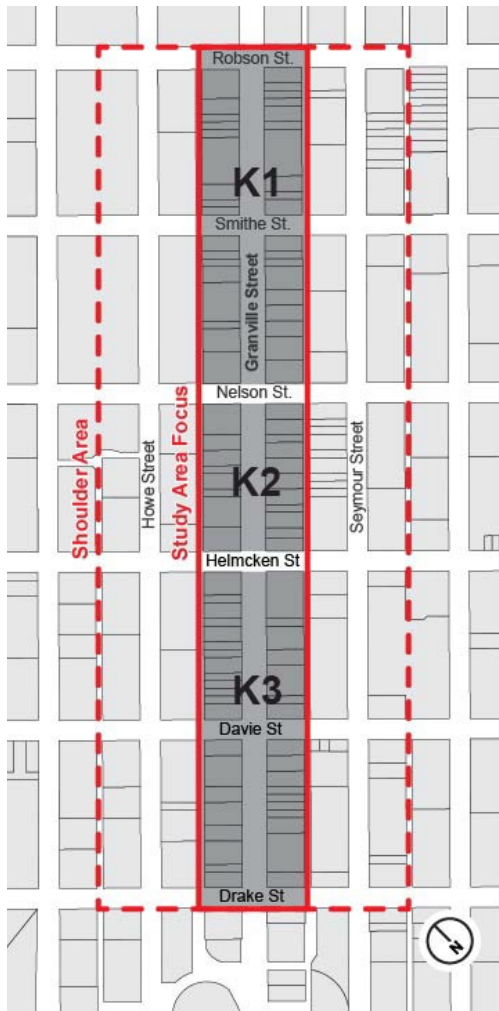 Robson St.
K1
Smithe St.
Granville Street
Nelson St.
Shoulder Area
Howe Street
Study Area Focus
K2
Seymour Street
Helmcken St
K3
Davie St
Drake St
N